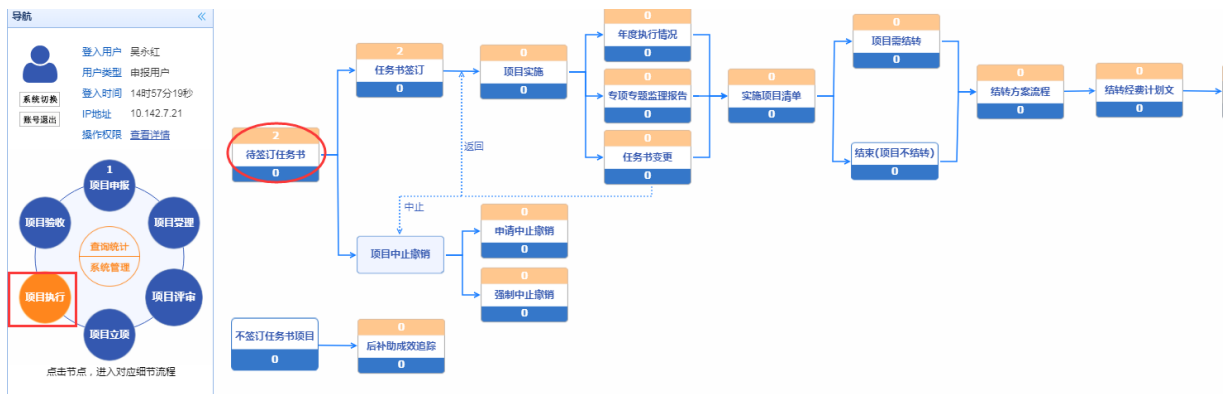 导航
登入用户 吴永红
用户类型 申报用户
登入时间 14时57分19秒
IP地址 10.142.7.21
操作权限 查看详情
系统切换
账号退出
1
项目申报
项目验收
项目受理
查询统计
系统管理
项目执行
项目评审
项目立项
点击节点，进入对应细节流程
2
待签订任务书
0
2
任务书签订
0
0
项目实施
0
返回
中止
0
年度执行情况
0
0
专项专题监理报告
0
0
任务书变更
0
0
实施项目清单
0
0
项目需结转
0
结束(项目不结转)
0
0
结转方案流程
0
0
结转经费计划文
0
项目中止撤销
0
申请中止撤销
0
0
强制中止撤销
0
不签订任务书项目
0
0
后补助成效追踪
0